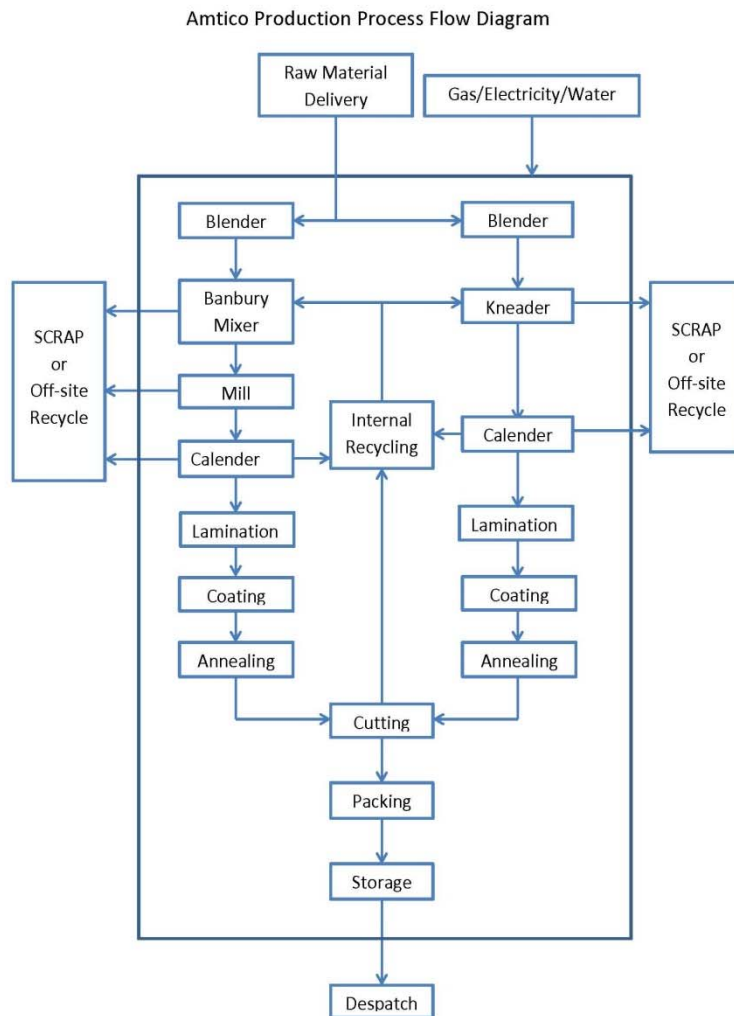 Amtico Production Process Flow Diagram
Raw Material
Delivery
Gas/Electricity/Water
Blender
Blender
Banbury
Mixer
Kneader
SCRAP
or
Off-site
Recycle
SCRAP
or
Off-site
Recycle
Mill
Internal
Recycling
Calender
Calender
Lamination
Lamination
Coating
Coating
Annealing
Annealing
Cutting
Packing
Storage
Despatch